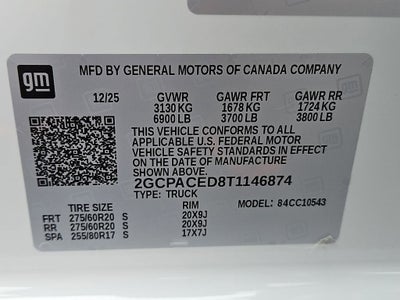 gm
MFD BY GENERAL MOTORS OF CANADA COMPANY
12/25 GVWR GAWR FRT GAWR RR
3130 KG 1678 KG 1724 KG
6900 LB 3700 LB 3800 LB
THIS VEHICLE CONFORMS TO ALL
APPLICABLE U.S. FEDERAL MOTOR
VEHICLE SAFETY STANDARDS IN
EFFECT ON THE DATE OF MANUFACTURE
SHOWN ABOVE.
2GCPACED8T1146874
TYPE: TRUCK
TIRE SIZE RIM MODEL: 84CC10543
FRT 275/60R20 S 20X9J
RR 275/60R20 S 20X9J
SPA 255/80R17 S 17X7J